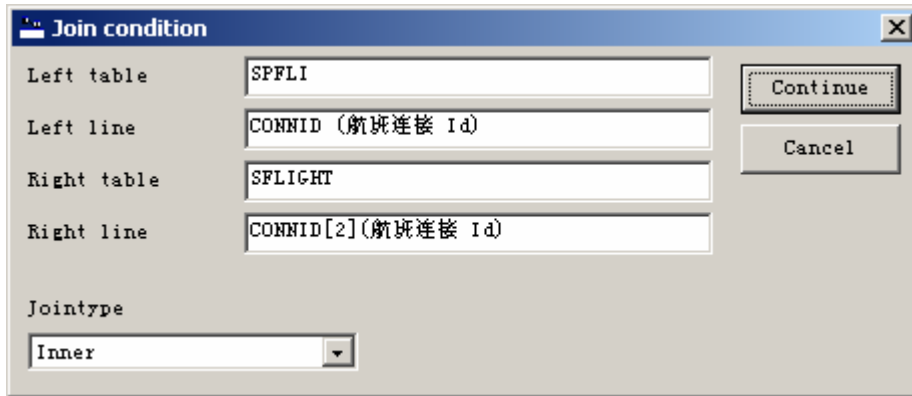 Join condition
Left table SPFLI
Continue
Left line CONNID (航班连接 Id)
Cancel
Right table SFLIGHT
Right line CONNID[2](航班连接 Id)
Jointype
Inner